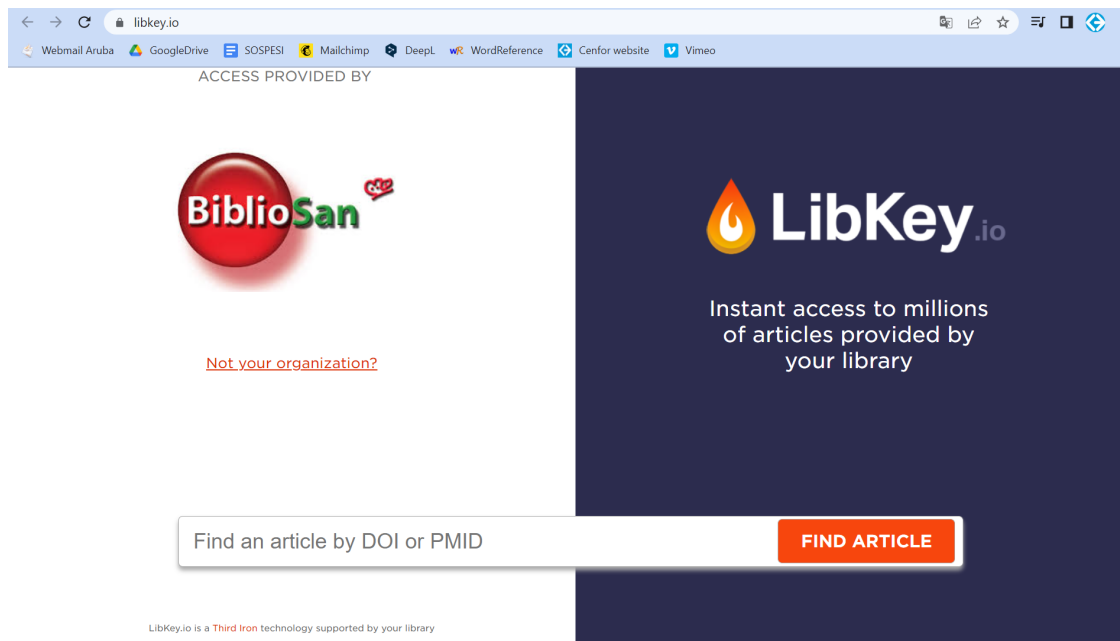 libkey.io
Webmail Aruba GoogleDrive SOSPESI Mailchimp DeepL WR WordReference Cenfor website Vimeo
ACCESS PROVIDED BY
BiblioSan
Not your organization?
LibKey.io
Instant access to millions
of articles provided by
your library
Find an article by DOI or PMID
FIND ARTICLE
LibKey.io is a Third Iron technology supported by your library